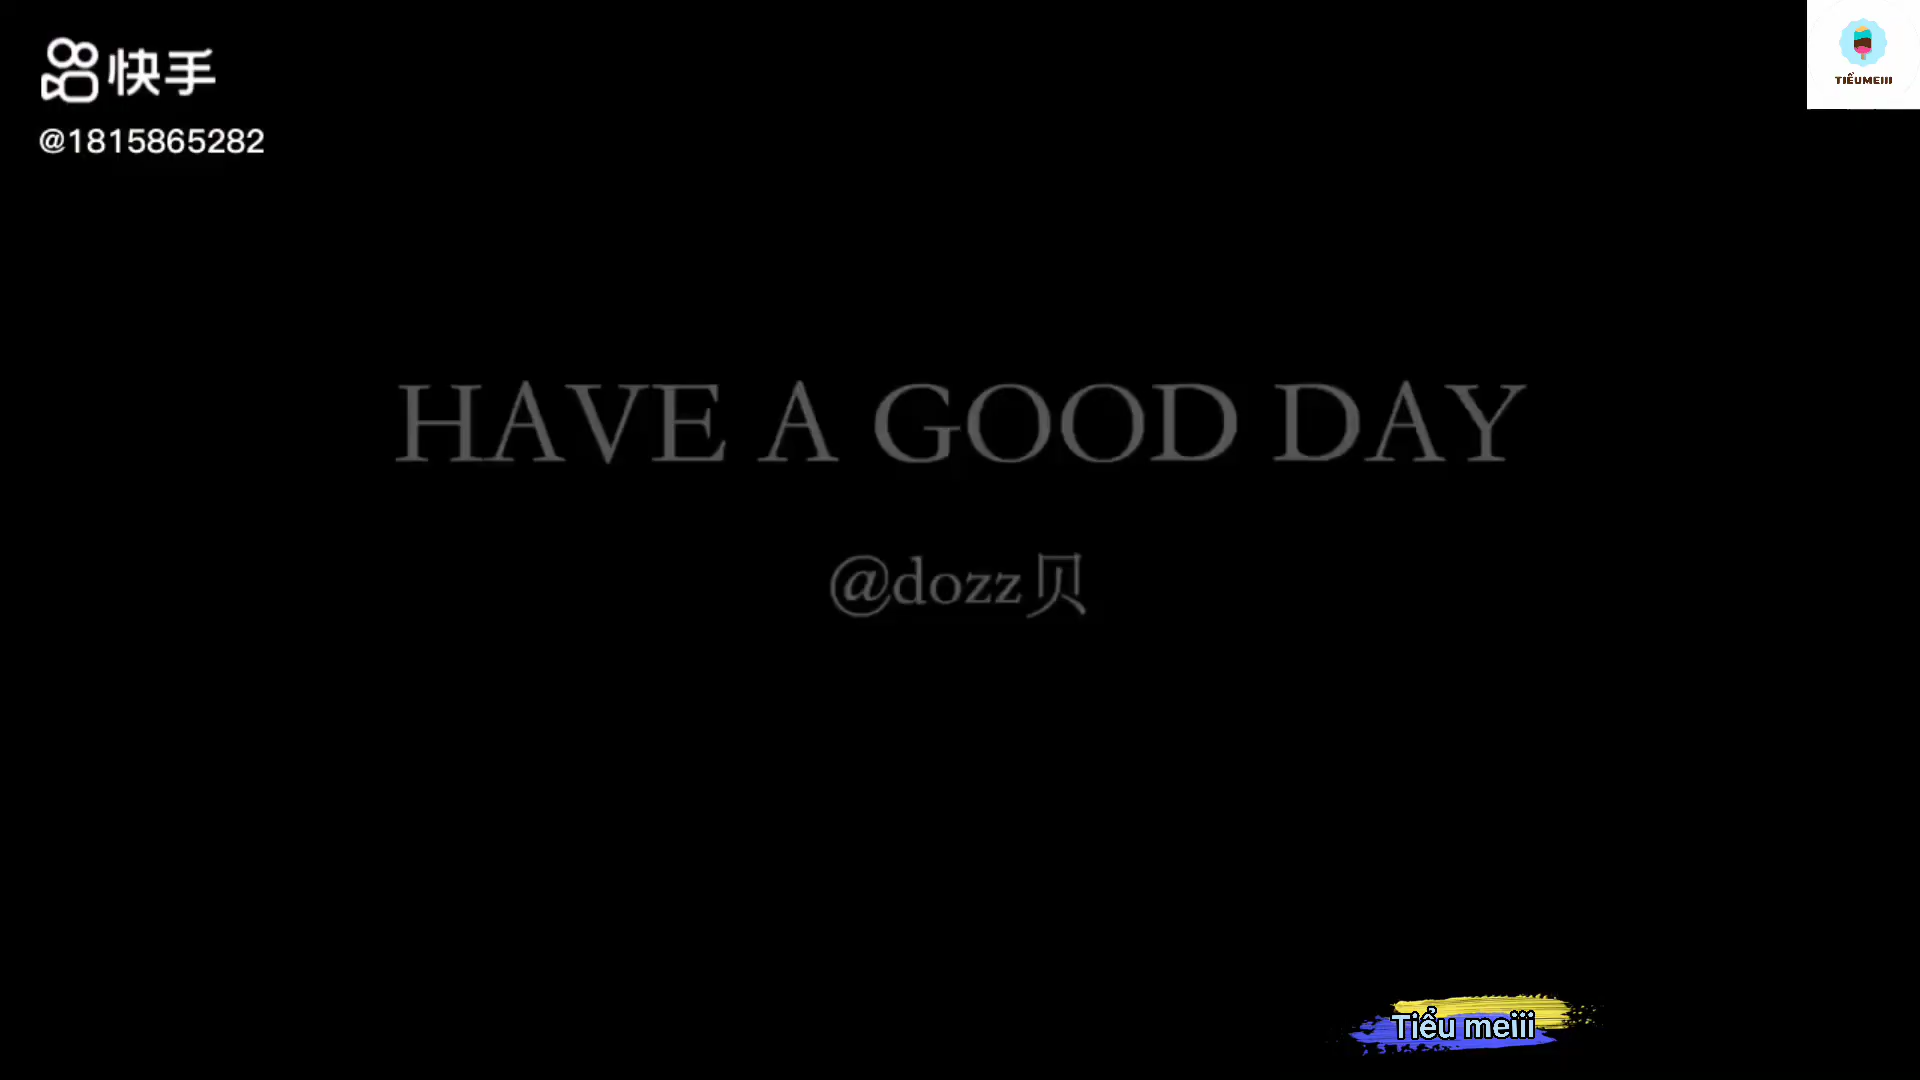 快手
@1815865282
TIỂUMEIII
HAVE A GOOD DAY
@dozz贝
Tiểu meiii